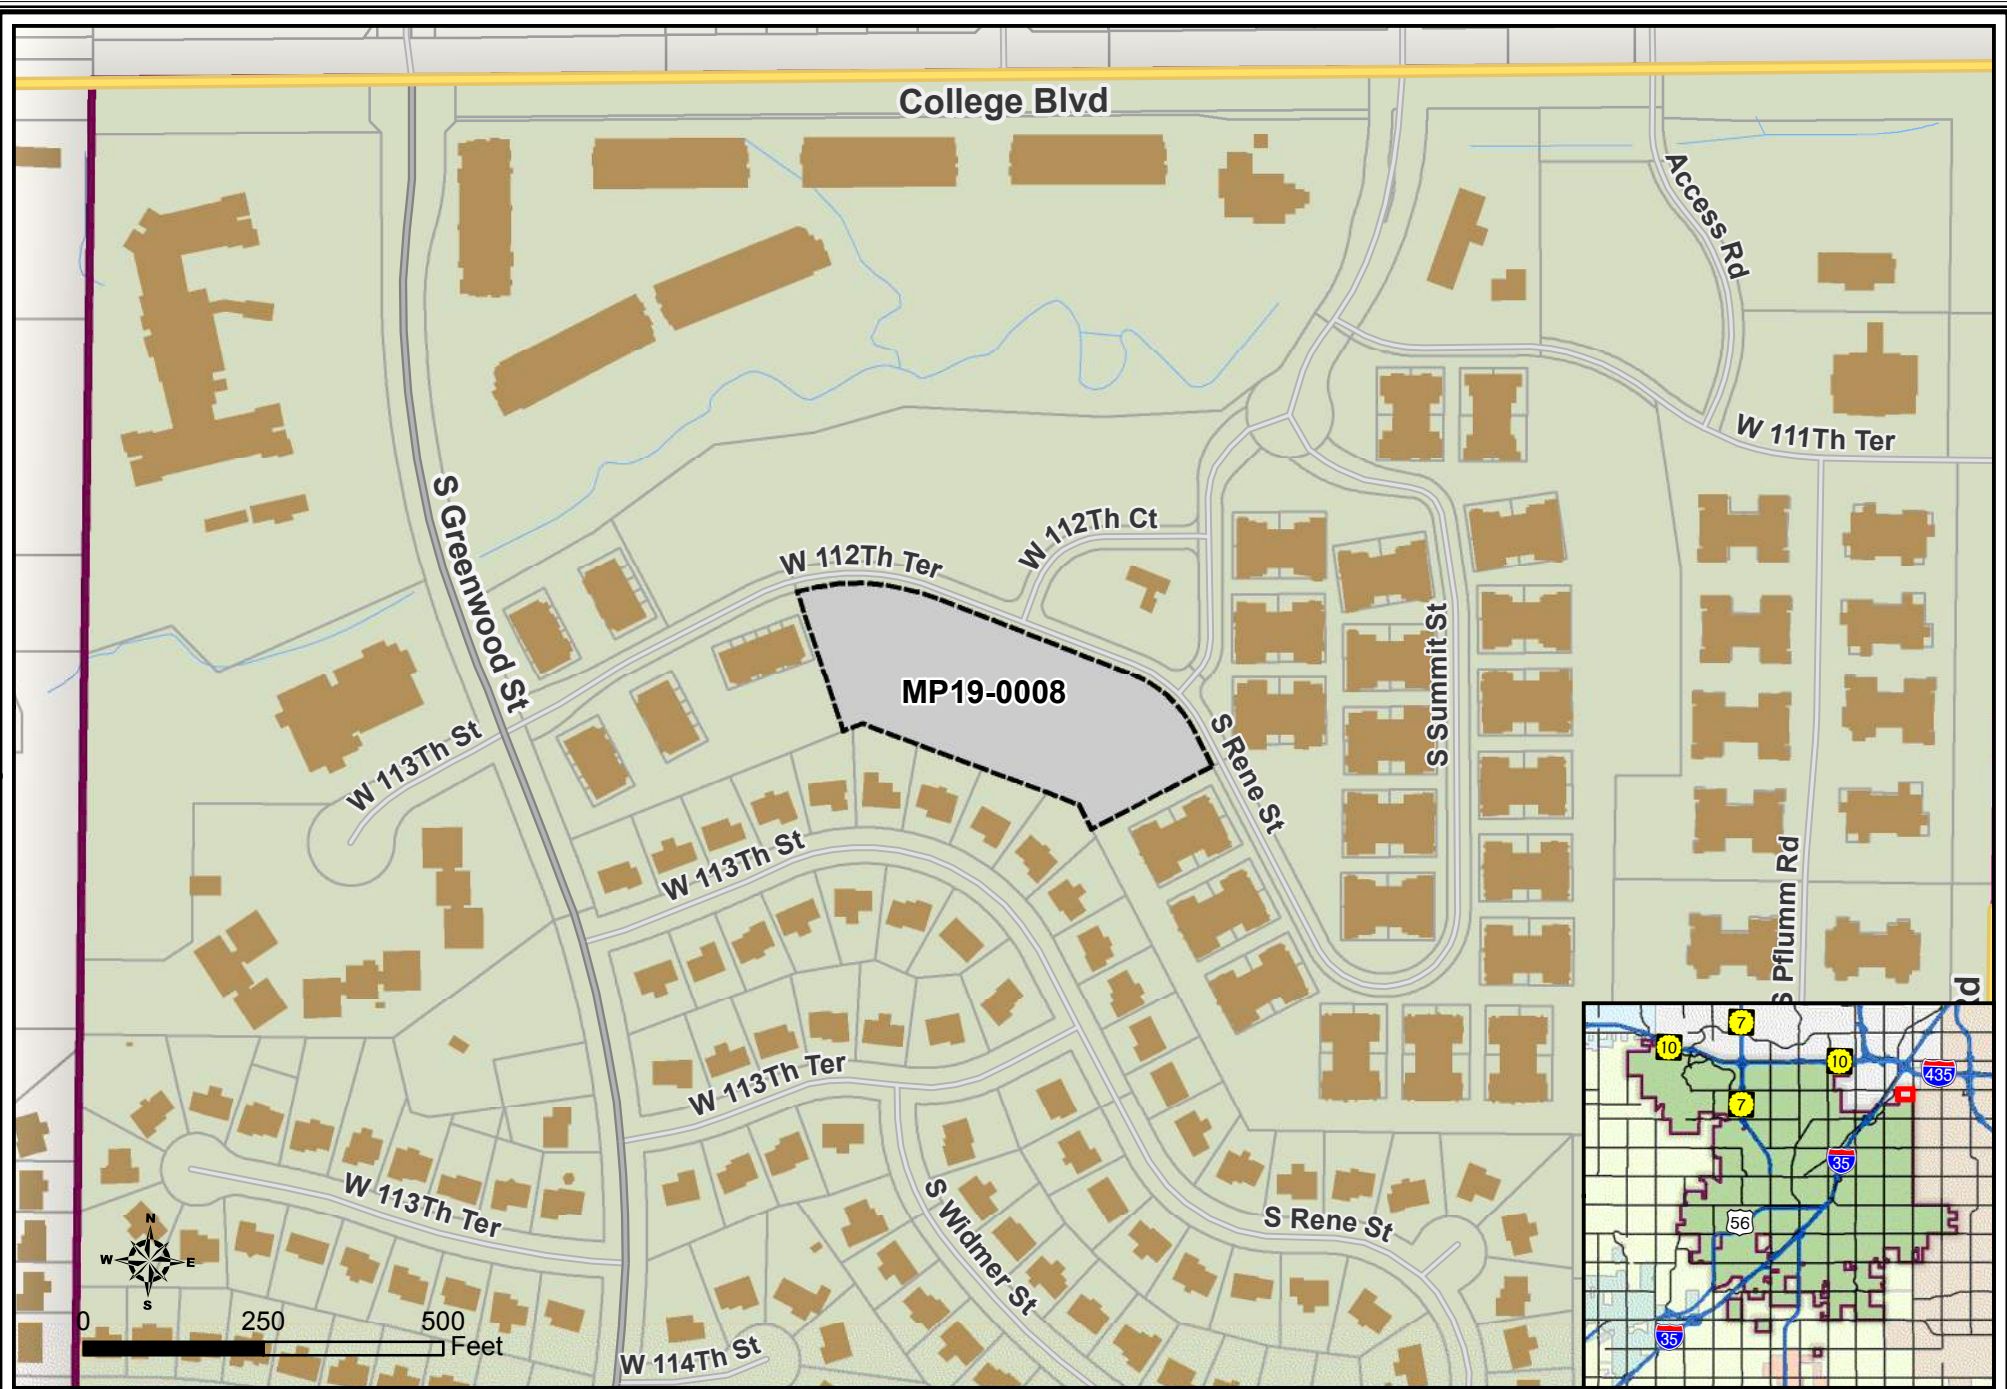 College Blvd
Access Rd
W 111Th Ter
S Greenwood St
W 112Th Ct
W 112Th Ter
S Summit St
MP19-0008
S Rene St
W 113Th St
W 113Th St
S Pflumm Rd
Rd
W 113Th Ter
W 113Th Ter
S Widmer St
S Rene St
W 114Th St
N
W E
S
0 250 500
Feet
7
10
10
435
7
35
56
35